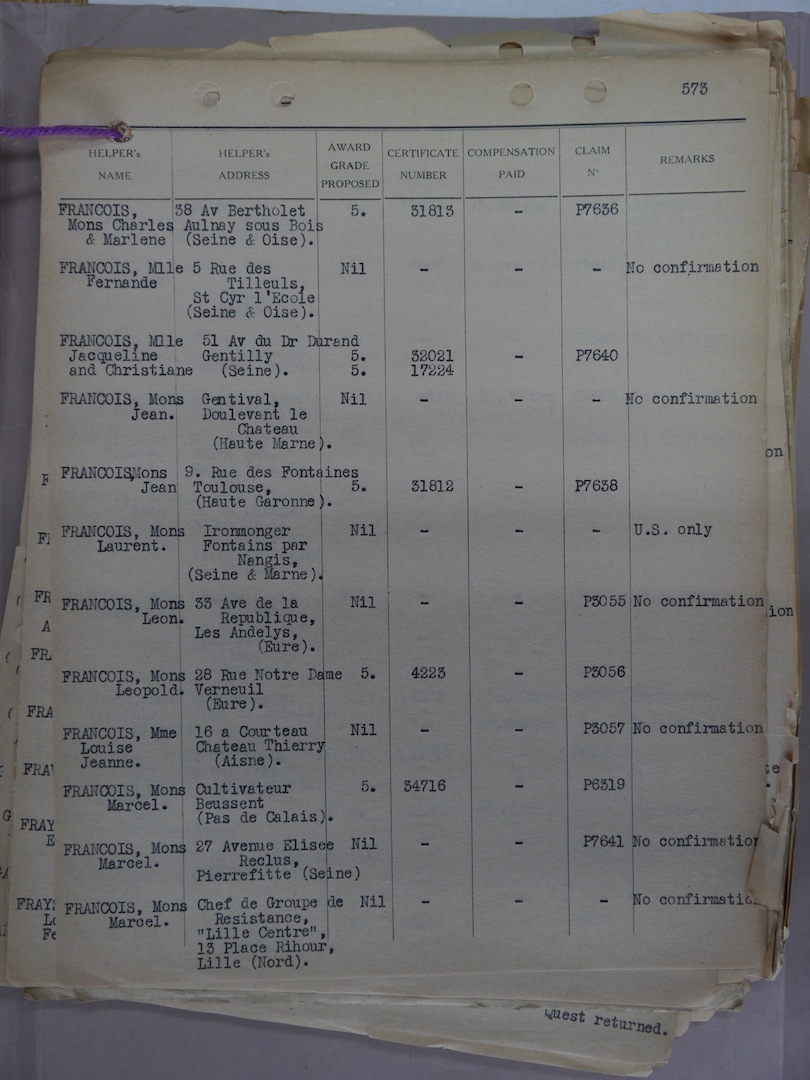 573
HELPER's NAME HELPER's ADDRESS AWARD GRADE PROPOSED CERTIFICATE NUMBER COMPENSATION PAID CLAIM Nº REMARKS
FRANCOIS, 38 Av Bertholet 5. 31813 - P7636
Mons Charles Aulnay sous Bois
& Marlene (Seine & Oise).
FRANCOIS, Mlle 5 Rue des Nil - - - No confirmation
Fernande Tilleuls,
St Cyr l'Ecole
(Seine & Oise).
FRANCOIS, Mlle 51 Av du Dr Durand
Jacqueline Gentilly 5. 32021 - P7640
and Christiane (Seine). 5. 17224
FRANCOIS, Mons Gentival, Nil - - - No confirmation
Jean. Doulevant le
Chateau
(Haute Marne).
FRANCOIS,Mons 9. Rue des Fontaines
Jean Toulouse, 5. 31812 - P7638
(Haute Garonne).
FRANCOIS, Mons Ironmonger Nil - - - U.S. only
Laurent. Fontains par
Nangis,
(Seine & Marne).
FRANCOIS, Mons 33 Ave de la Nil - - P3055 No confirmation
Leon. Republique,
Les Andelys,
(Eure).
FRANCOIS, Mons 28 Rue Notre Dame 5. 4223 - P3056
Leopold. Verneuil
(Eure).
FRANCOIS, Mme 16 a Courteau Nil - - P3057 No confirmation
Louise Chateau Thierry
Jeanne. (Aisne).
FRANCOIS, Mons Cultivateur 5. 34716 - P6319
Marcel. Beussent
(Pas de Calais).
FRANCOIS, Mons 27 Avenue Elisee Nil - - P7641 No confirmation
Marcel. Reclus,
Pierrefitte (Seine)
FRANCOIS, Mons Chef de Groupe de Nil - - - No confirmatio
Marcel. Resistance,
"Lille Centre",
13 Place Rihour,
Lille (Nord).
quest returned.